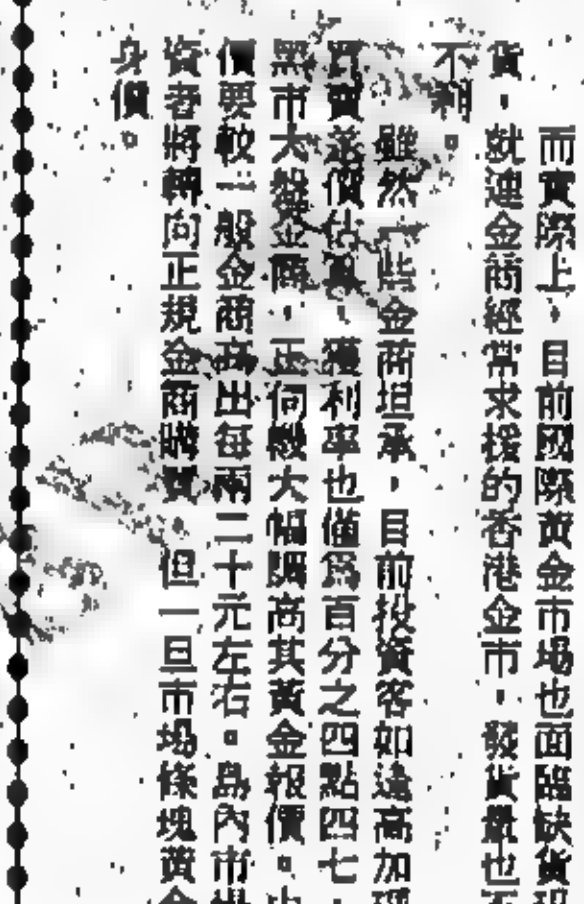 而實際上，目前國際黃金市場也面臨缺貨
貨，就連金商經常求援的香港金市，發貨量也
不利。
雖然一些金商坦承，目前投資客如逢高加
買賣差價估算，獲利率也僅為百分之四點四七，
黑市大盤金商，正伺機大幅調高其黃金報價。
價要較一般金商高出每兩二十元左右。島內市
資者將轉向正規金商購買，但一旦市場條塊黃金
身價。